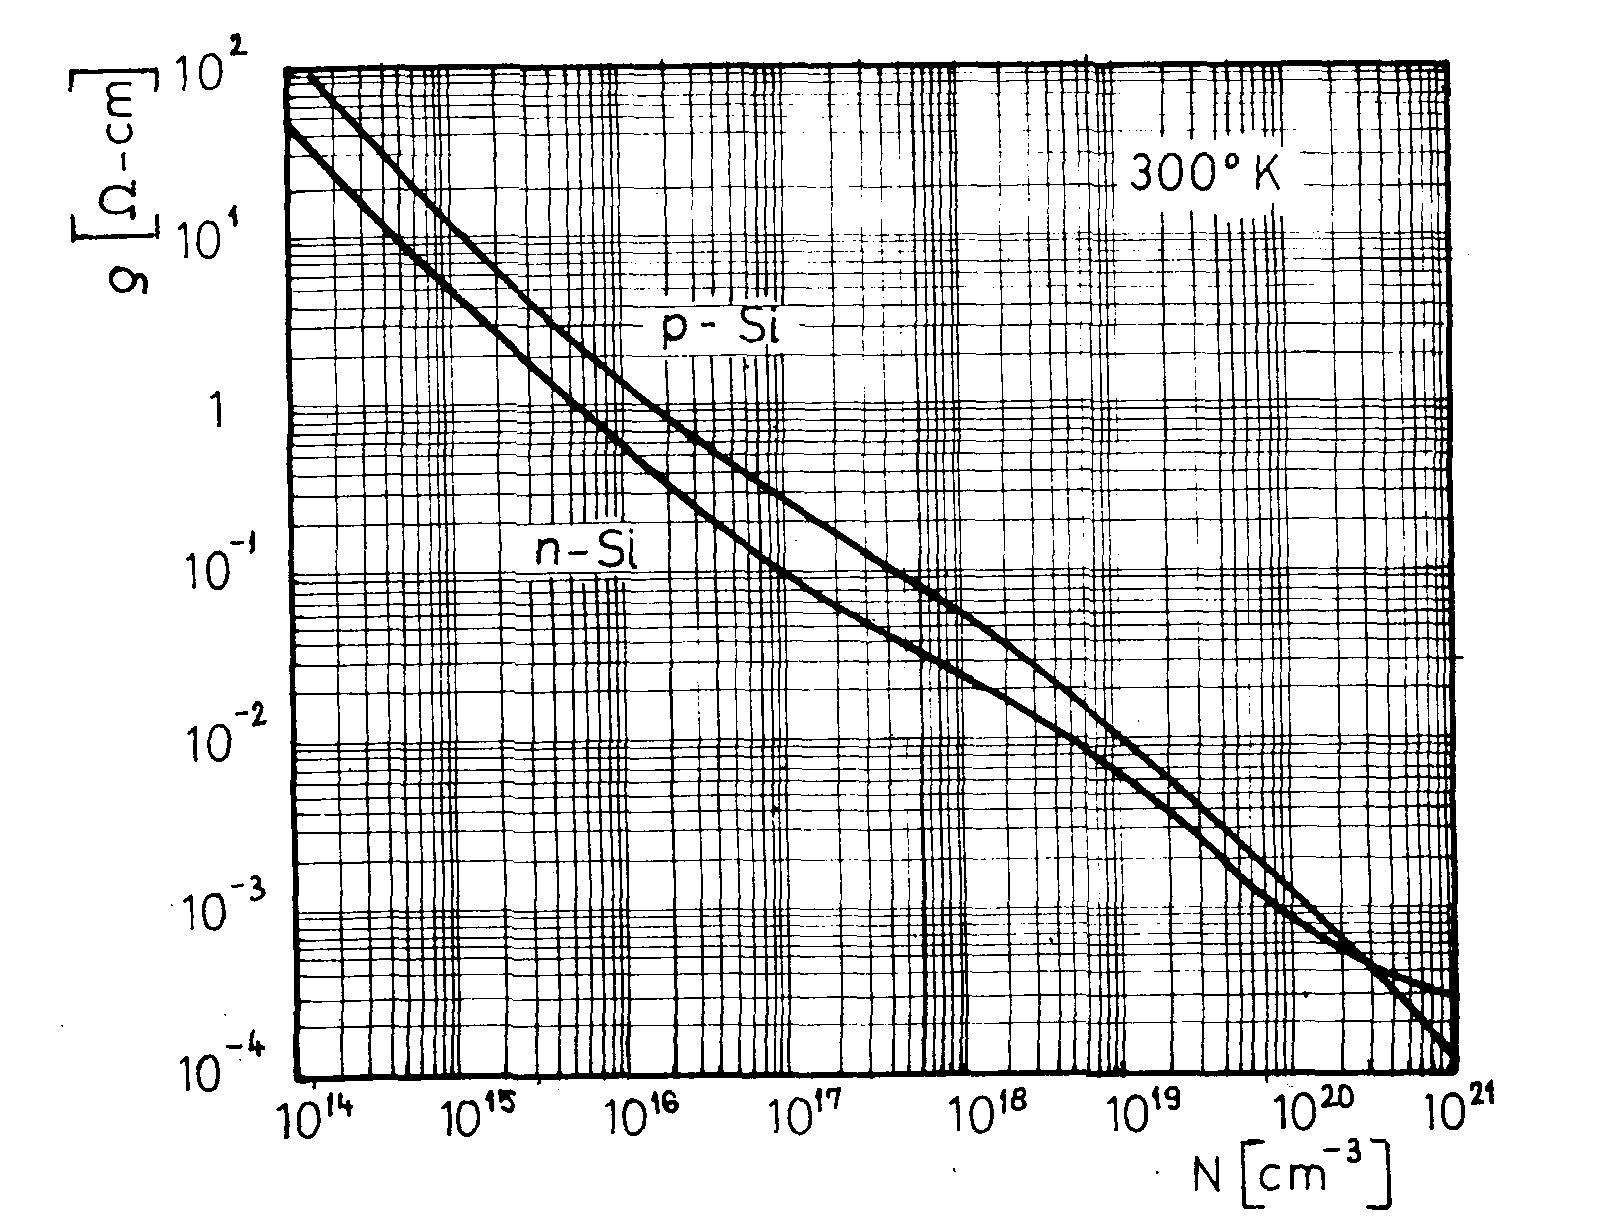 ϱ [Ω-cm]
10²
10¹
1
10⁻¹
10⁻²
10⁻³
10⁻⁴
300°K
p-Si
n-Si
10¹⁴ 10¹⁵ 10¹⁶ 10¹⁷ 10¹⁸ 10¹⁹ 10²⁰ 10²¹
N [cm⁻³]